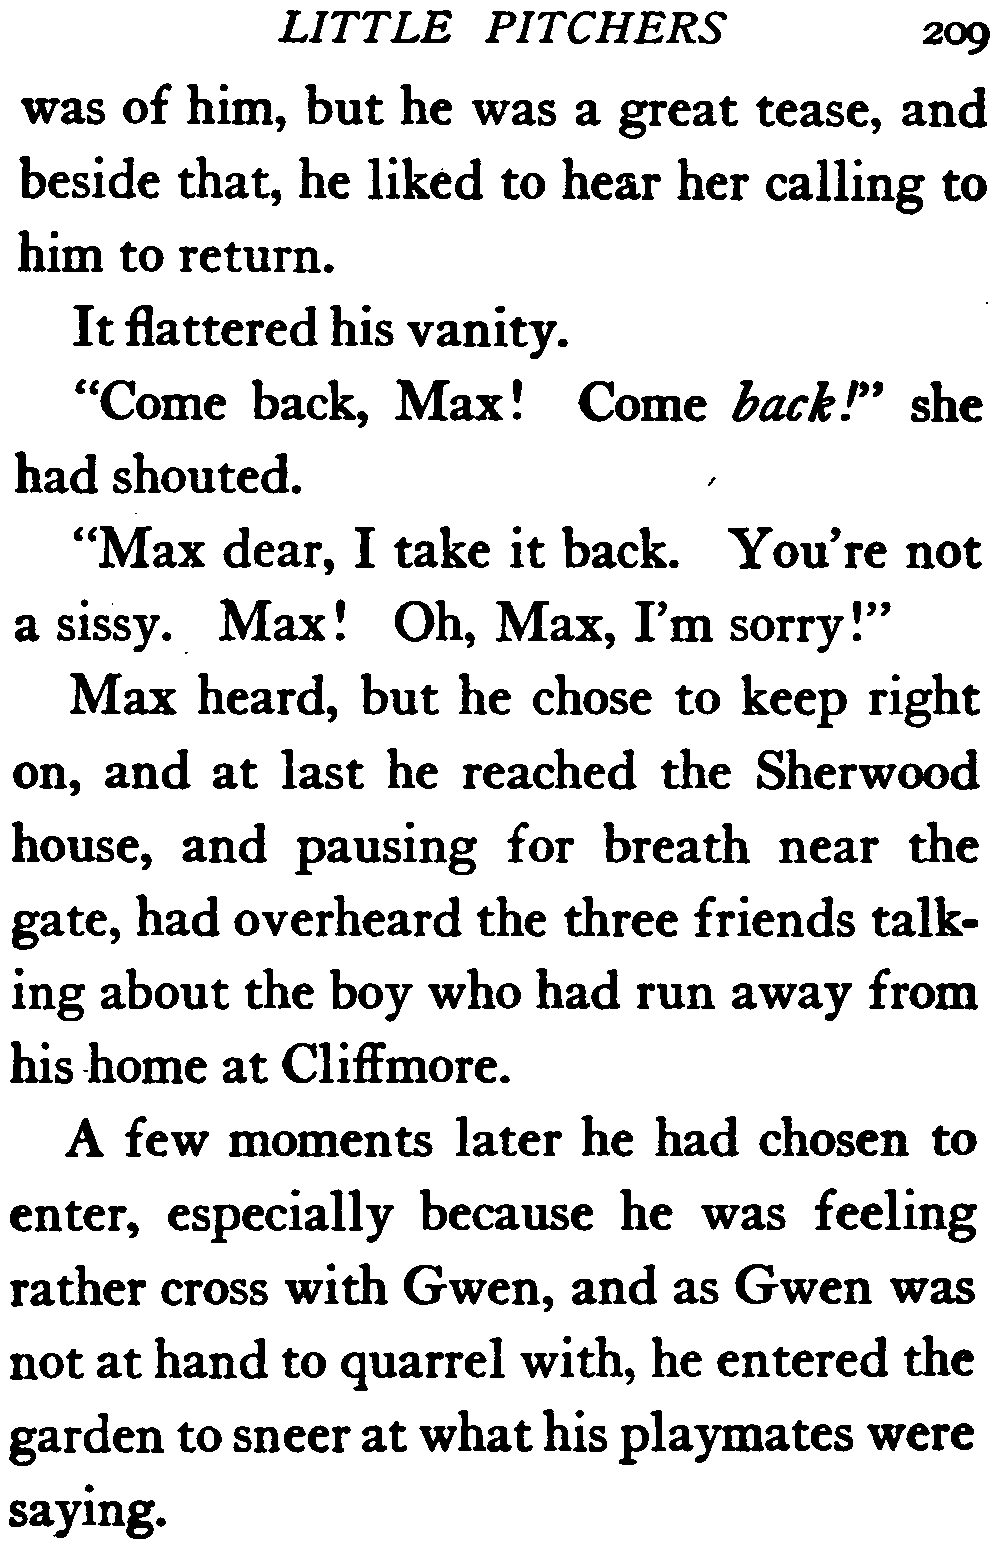 LITTLE PITCHERS 209
was of him, but he was a great tease, and
beside that, he liked to hear her calling to
him to return.
It flattered his vanity.
“Come back, Max! Come back!” she
had shouted.
“Max dear, I take it back. You're not
a sissy. Max! Oh, Max, I'm sorry!”
Max heard, but he chose to keep right
on, and at last he reached the Sherwood
house, and pausing for breath near the
gate, had overheard the three friends talk-
ing about the boy who had run away from
his home at Cliffmore.
A few moments later he had chosen to
enter, especially because he was feeling
rather cross with Gwen, and as Gwen was
not at hand to quarrel with, he entered the
garden to sneer at what his playmates were
saying.